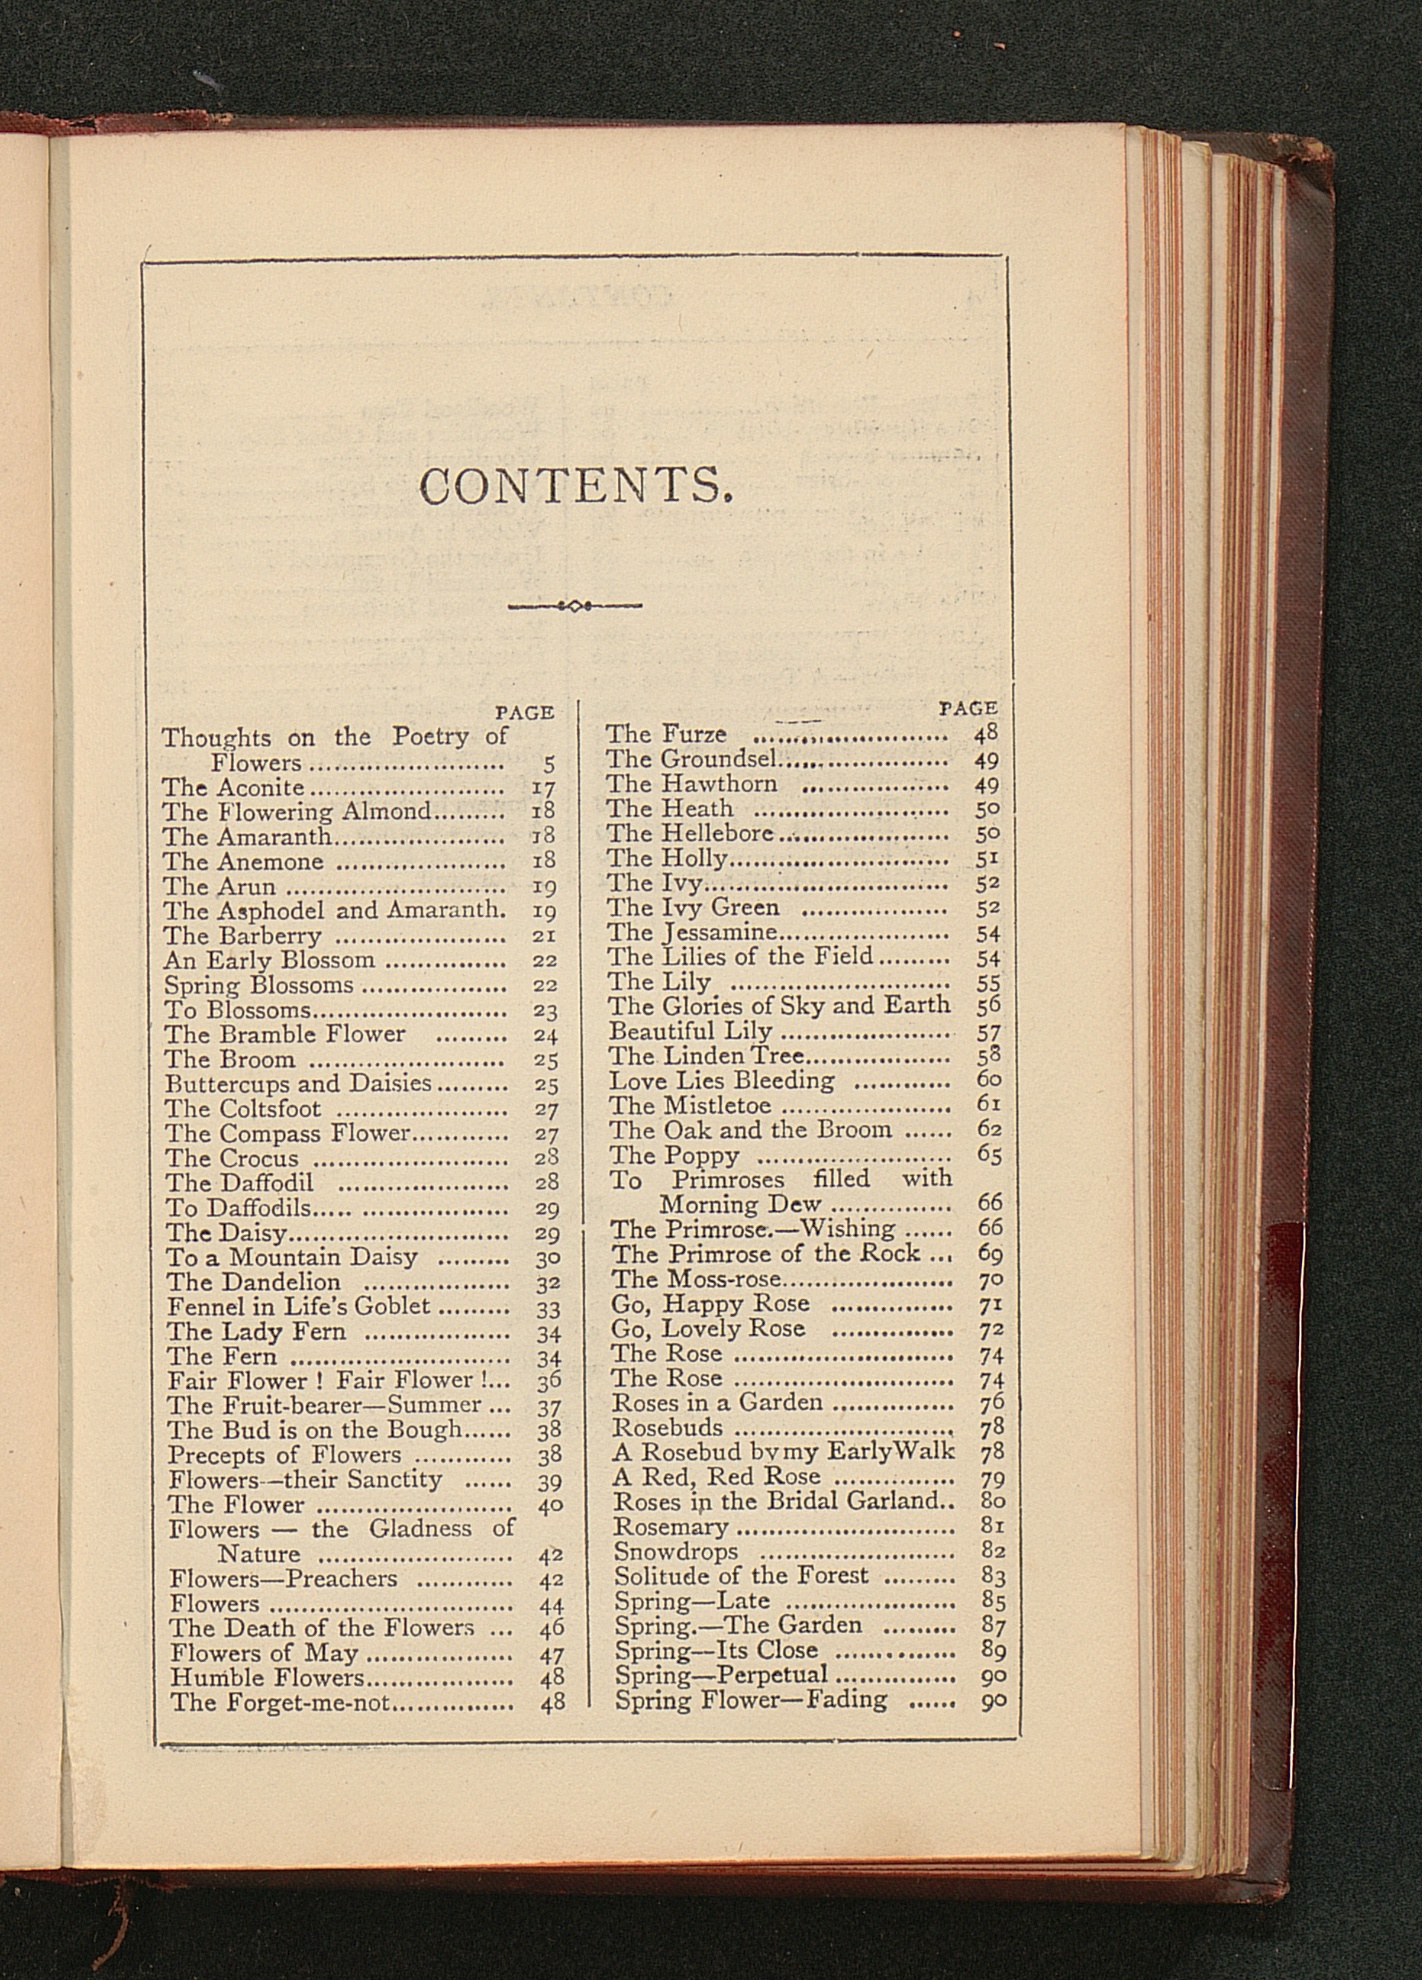 CONTENTS.
PAGE
Thoughts on the Poetry of
Flowers ........................ 5
The Aconite........................ 17
The Flowering Almond......... 18
The Amaranth..................... 18
The Anemone ..................... 18
The Arun ........................... 19
The Asphodel and Amaranth. 19
The Barberry ..................... 21
An Early Blossom ............... 22
Spring Blossoms .................. 22
To Blossoms........................ 23
The Bramble Flower ......... 24
The Broom ........................ 25
Buttercups and Daisies......... 25
The Coltsfoot ..................... 27
The Compass Flower............ 27
The Crocus ........................ 28
The Daffodil ..................... 28
To Daffodils..... .................. 29
The Daisy........................... 29
To a Mountain Daisy ......... 30
The Dandelion .................. 32
Fennel in Life's Goblet ......... 33
The Lady Fern .................. 34
The Fern ........................... 34
Fair Flower ! Fair Flower !... 36
The Fruit-bearer—Summer ... 37
The Bud is on the Bough...... 38
Precepts of Flowers ............ 38
Flowers—their Sanctity ...... 39
The Flower ........................ 40
Flowers — the Gladness of
Nature ........................ 42
Flowers—Preachers ............ 42
Flowers .............................. 44
The Death of the Flowers ... 46
Flowers of May .................. 47
Humble Flowers.................. 48
The Forget-me-not............... 48
PAGE
The Furze ........................ 48
The Groundsel..................... 49
The Hawthorn .................. 49
The Heath ........................ 50
The Hellebore..................... 50
The Holly........................... 51
The Ivy.............................. 52
The Ivy Green .................. 52
The Jessamine..................... 54
The Lilies of the Field......... 54
The Lily ........................... 55
The Glories of Sky and Earth 56
Beautiful Lily ..................... 57
The Linden Tree.................. 58
Love Lies Bleeding ............ 60
The Mistletoe ..................... 61
The Oak and the Broom ...... 62
The Poppy ........................ 65
To Primroses filled with
Morning Dew ............... 66
The Primrose.—Wishing ...... 66
The Primrose of the Rock ... 69
The Moss-rose..................... 70
Go, Happy Rose ............... 71
Go, Lovely Rose ............... 72
The Rose ........................... 74
The Rose ........................... 74
Roses in a Garden ............... 76
Rosebuds ........................... 78
A Rosebud by my Early Walk 78
A Red, Red Rose ............... 79
Roses in the Bridal Garland.. 80
Rosemary ........................... 81
Snowdrops ........................ 82
Solitude of the Forest ......... 83
Spring—Late ..................... 85
Spring.—The Garden ......... 87
Spring—Its Close ............... 89
Spring—Perpetual ............... 90
Spring Flower—Fading ...... 90